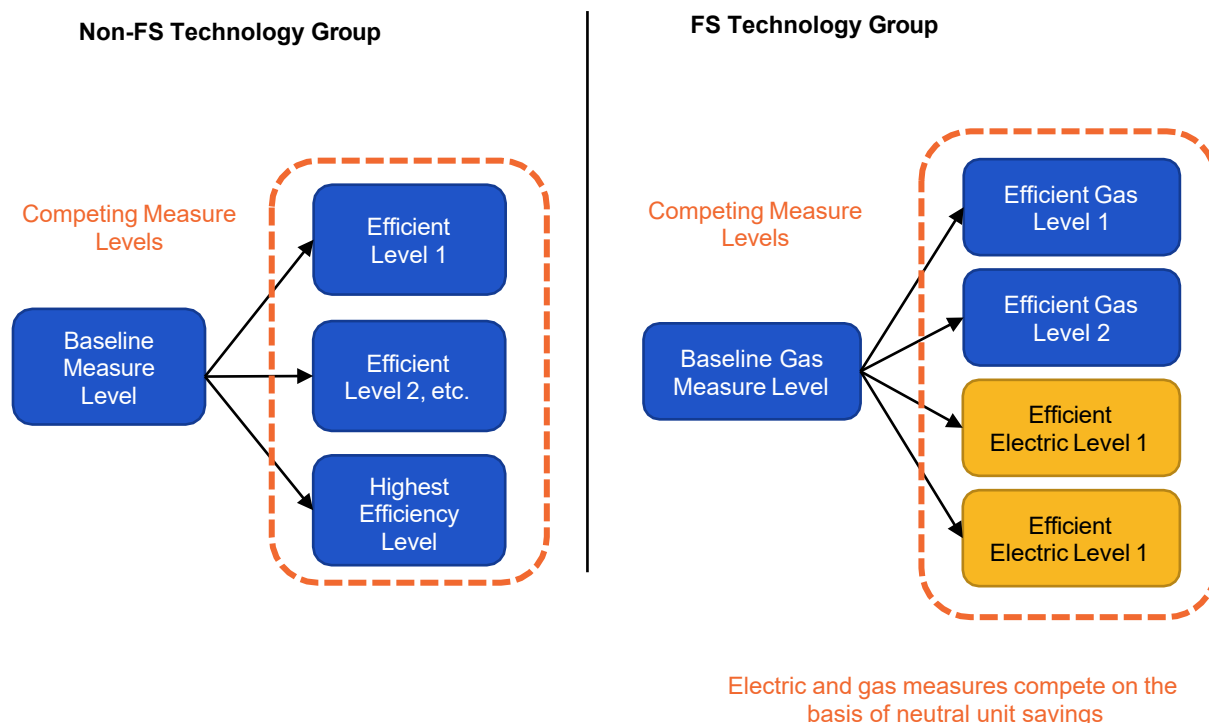 Non-FS Technology Group
Competing Measure
Levels
Baseline
Measure
Level
Efficient
Level 1
Efficient
Level 2, etc.
Highest
Efficiency
Level
FS Technology Group
Competing Measure
Levels
Baseline Gas
Measure Level
Efficient Gas
Level 1
Efficient Gas
Level 2
Efficient
Electric Level 1
Efficient
Electric Level 1
Electric and gas measures compete on the
basis of neutral unit savings